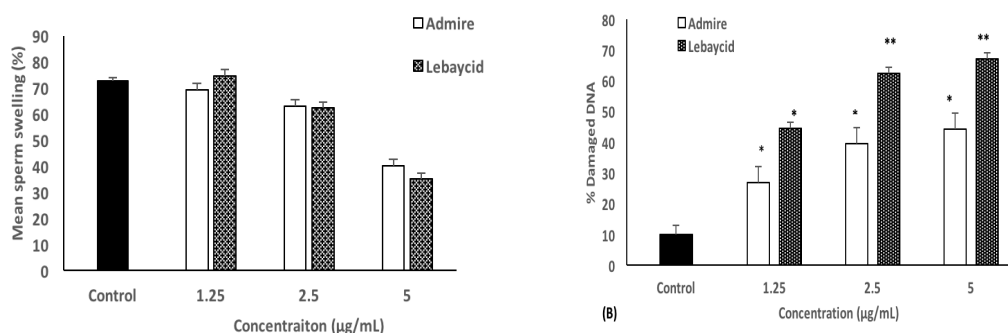 Admire
Lebaycid
Mean sperm swelling (%)
90
80
70
60
50
40
30
20
10
0
Control 1.25 2.5 5
Concentraiton (µg/mL)
Admire
Lebaycid
% Damaged DNA
80
70
60
50
40
30
20
10
0
* * * ** * **
Control 1.25 2.5 5
(B) Concentration (µg/mL)